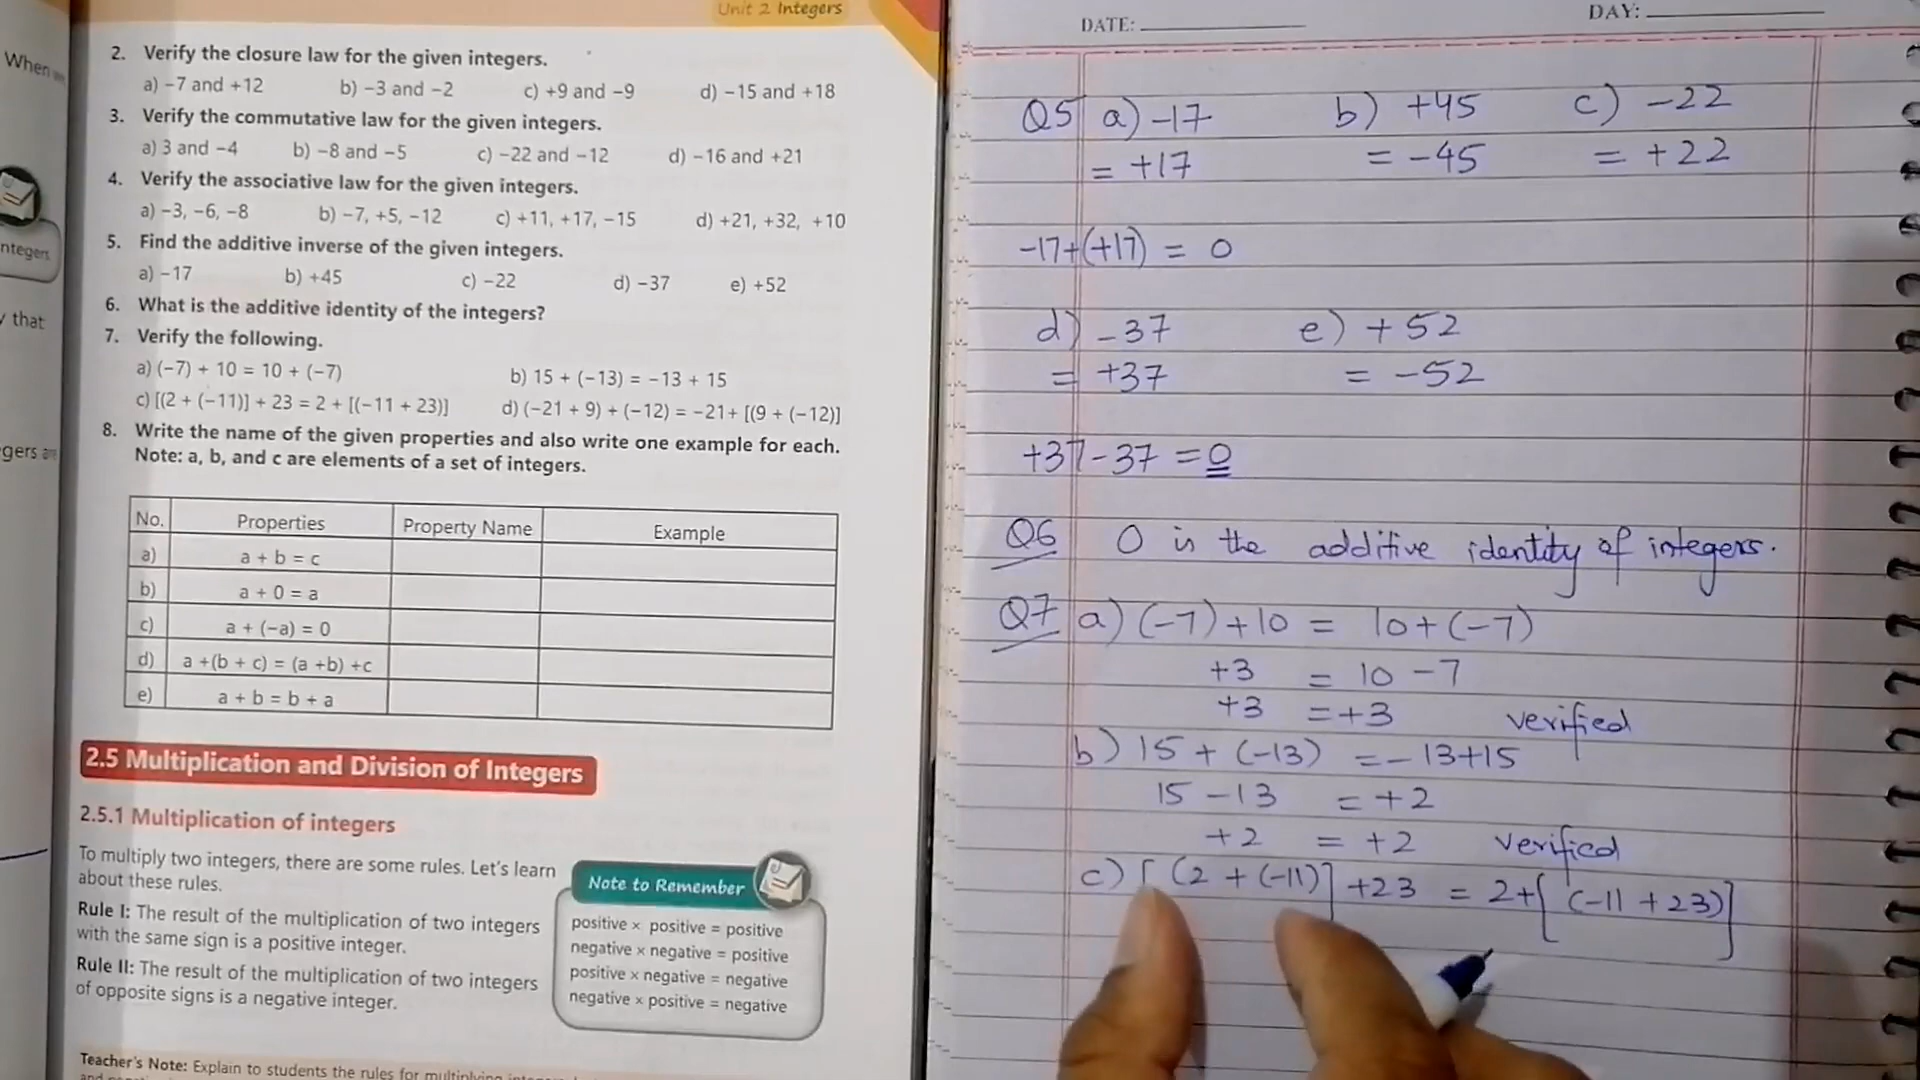 Unit 2 Integers
When
ntegers
y that
gers are
2. Verify the closure law for the given integers.
a) −7 and +12 b) −3 and −2 c) +9 and −9 d) −15 and +18
3. Verify the commutative law for the given integers.
a) 3 and −4 b) −8 and −5 c) −22 and −12 d) −16 and +21
4. Verify the associative law for the given integers.
a) −3, −6, −8 b) −7, +5, −12 c) +11, +17, −15 d) +21, +32, +10
5. Find the additive inverse of the given integers.
a) −17 b) +45 c) −22 d) −37 e) +52
6. What is the additive identity of the integers?
7. Verify the following.
a) (−7) + 10 = 10 + (−7) b) 15 + (−13) = −13 + 15
c) [(2 + (−11)] + 23 = 2 + [(−11 + 23)] d) (−21 + 9) + (−12) = −21+ [(9 + (−12)]
8. Write the name of the given properties and also write one example for each.
Note: a, b, and c are elements of a set of integers.
No. Properties Property Name Example
a) a + b = c
b) a + 0 = a
c) a + (−a) = 0
d) a +(b + c) = (a +b) +c
e) a + b = b + a
2.5 Multiplication and Division of Integers
2.5.1 Multiplication of integers
To multiply two integers, there are some rules. Let's learn
about these rules.
Rule I: The result of the multiplication of two integers
with the same sign is a positive integer.
Rule II: The result of the multiplication of two integers
of opposite signs is a negative integer.
Note to Remember
positive × positive = positive
negative × negative = positive
positive × negative = negative
negative × positive = negative
Teacher's Note: Explain to students the rules for multiplying
DATE: DAY:
Q5 a) -17 b) +45 c) -22
= +17 = -45 = +22
-17+(+17) = 0
d) -37 e) +52
= +37 = -52
+37-37 = 0
Q6 0 is the additive identity of integers.
Q7 a) (-7)+10 = 10+(-7)
+3 = 10 -7
+3 = +3 verified
b) 15 + (-13) = -13+15
15 -13 = +2
+2 = +2 verified
c) [(2 + (-11)] +23 = 2+[(-11 +23)]